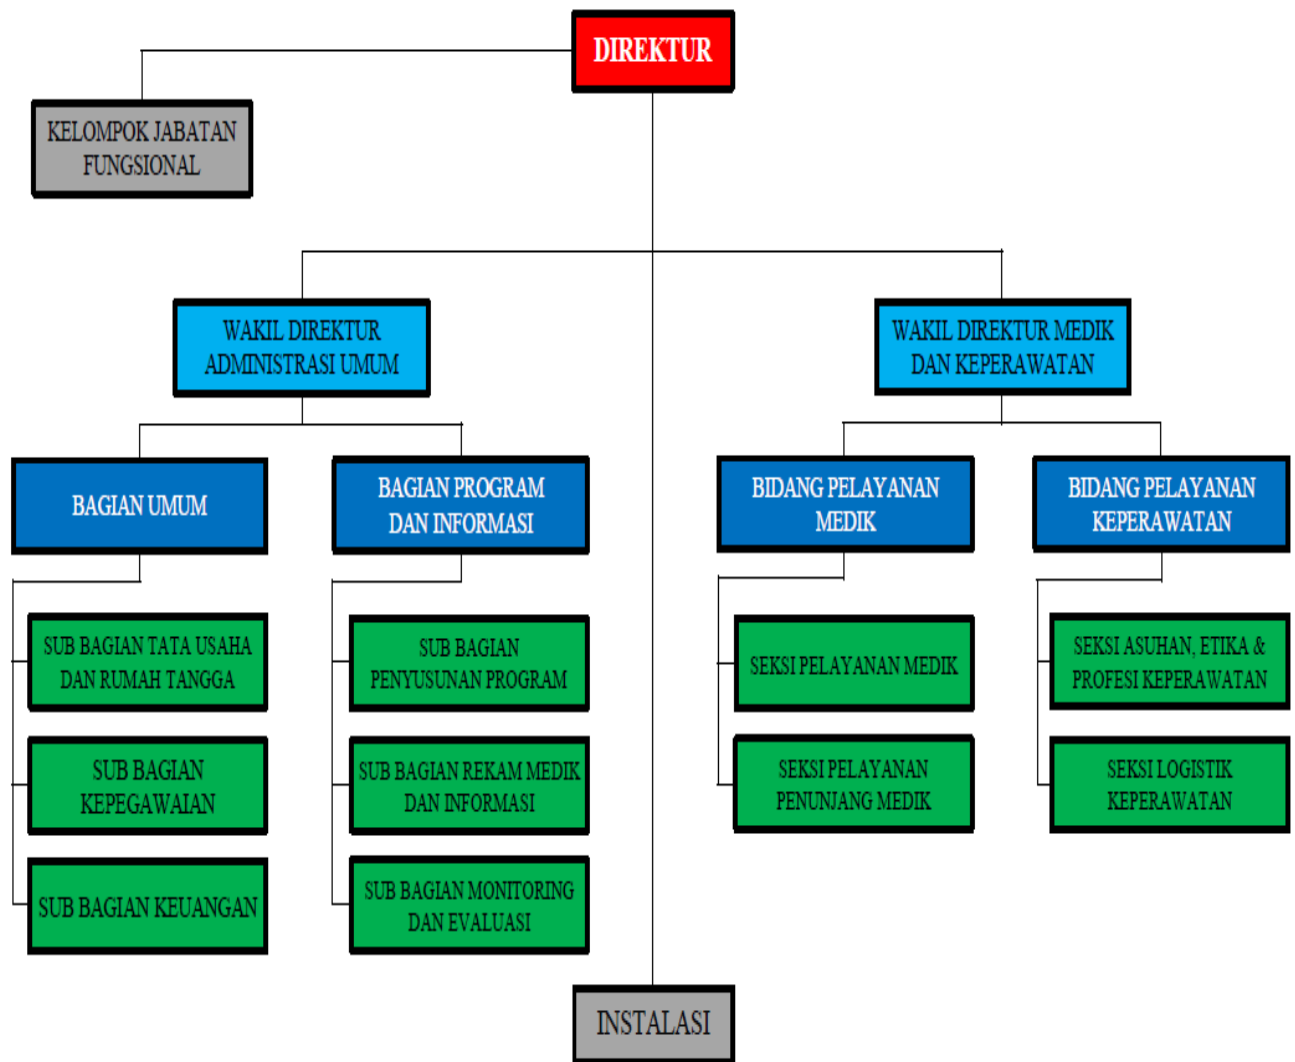 DIREKTUR
KELOMPOK JABATAN
FUNGSIONAL
WAKIL DIREKTUR
ADMINISTRASI UMUM
WAKIL DIREKTUR MEDIK
DAN KEPERAWATAN
BAGIAN UMUM
BAGIAN PROGRAM
DAN INFORMASI
BIDANG PELAYANAN
MEDIK
BIDANG PELAYANAN
KEPERAWATAN
SUB BAGIAN TATA USAHA
DAN RUMAH TANGGA
SUB BAGIAN
PENYUSUNAN PROGRAM
SEKSI PELAYANAN MEDIK
SEKSI ASUHAN, ETIKA &
PROFESI KEPERAWATAN
SUB BAGIAN
KEPEGAWAIAN
SUB BAGIAN REKAM MEDIK
DAN INFORMASI
SEKSI PELAYANAN
PENUNJANG MEDIK
SEKSI LOGISTIK
KEPERAWATAN
SUB BAGIAN KEUANGAN
SUB BAGIAN MONITORING
DAN EVALUASI
INSTALASI